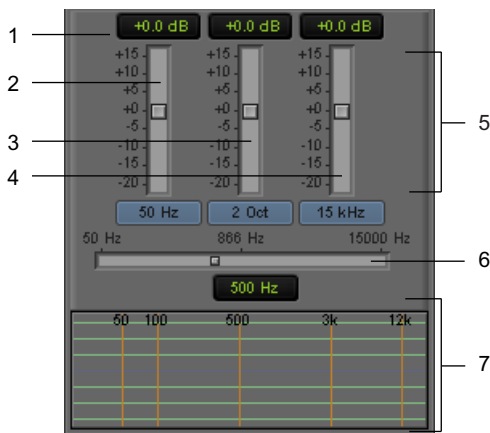 +0.0 dB +0.0 dB +0.0 dB
1
+15 +15 +15
+10 +10 +10
2
+5 +5 +5
+0 +0 +0
5
-5 -5 -5
3
-10 -10 -10
-15 -15 -15
4
-20 -20 -20
50 Hz 2 Oct 15 kHz
50 Hz 866 Hz 15000 Hz
6
500 Hz
50 100 500 3k 12k
7